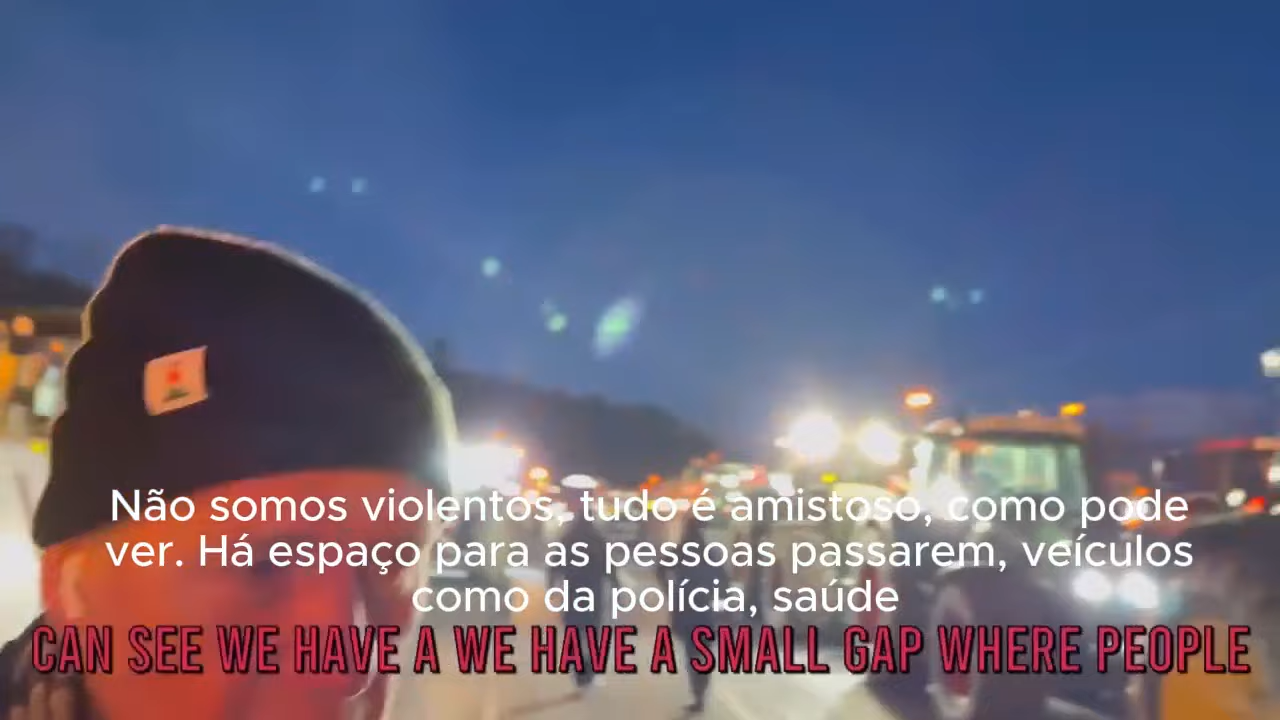 Não somos violentos, tudo é amistoso, como pode
ver. Há espaço para as pessoas passarem, veículos
como da polícia, saúde
CAN SEE WE HAVE A WE HAVE A SMALL GAP WHERE PEOPLE